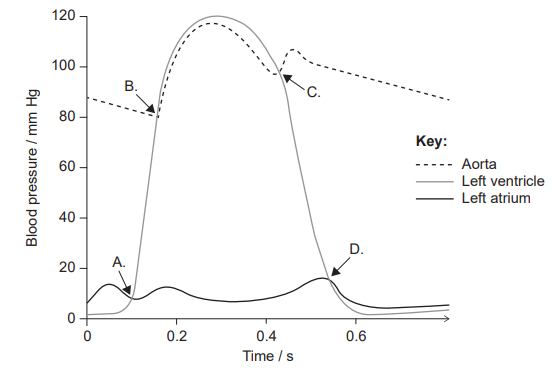 120
100
80
60
40
20
0
Blood pressure / mm Hg
B.
C.
A.
D.
0
0.2
0.4
0.6
Time / s
Key:
Aorta
Left ventricle
Left atrium